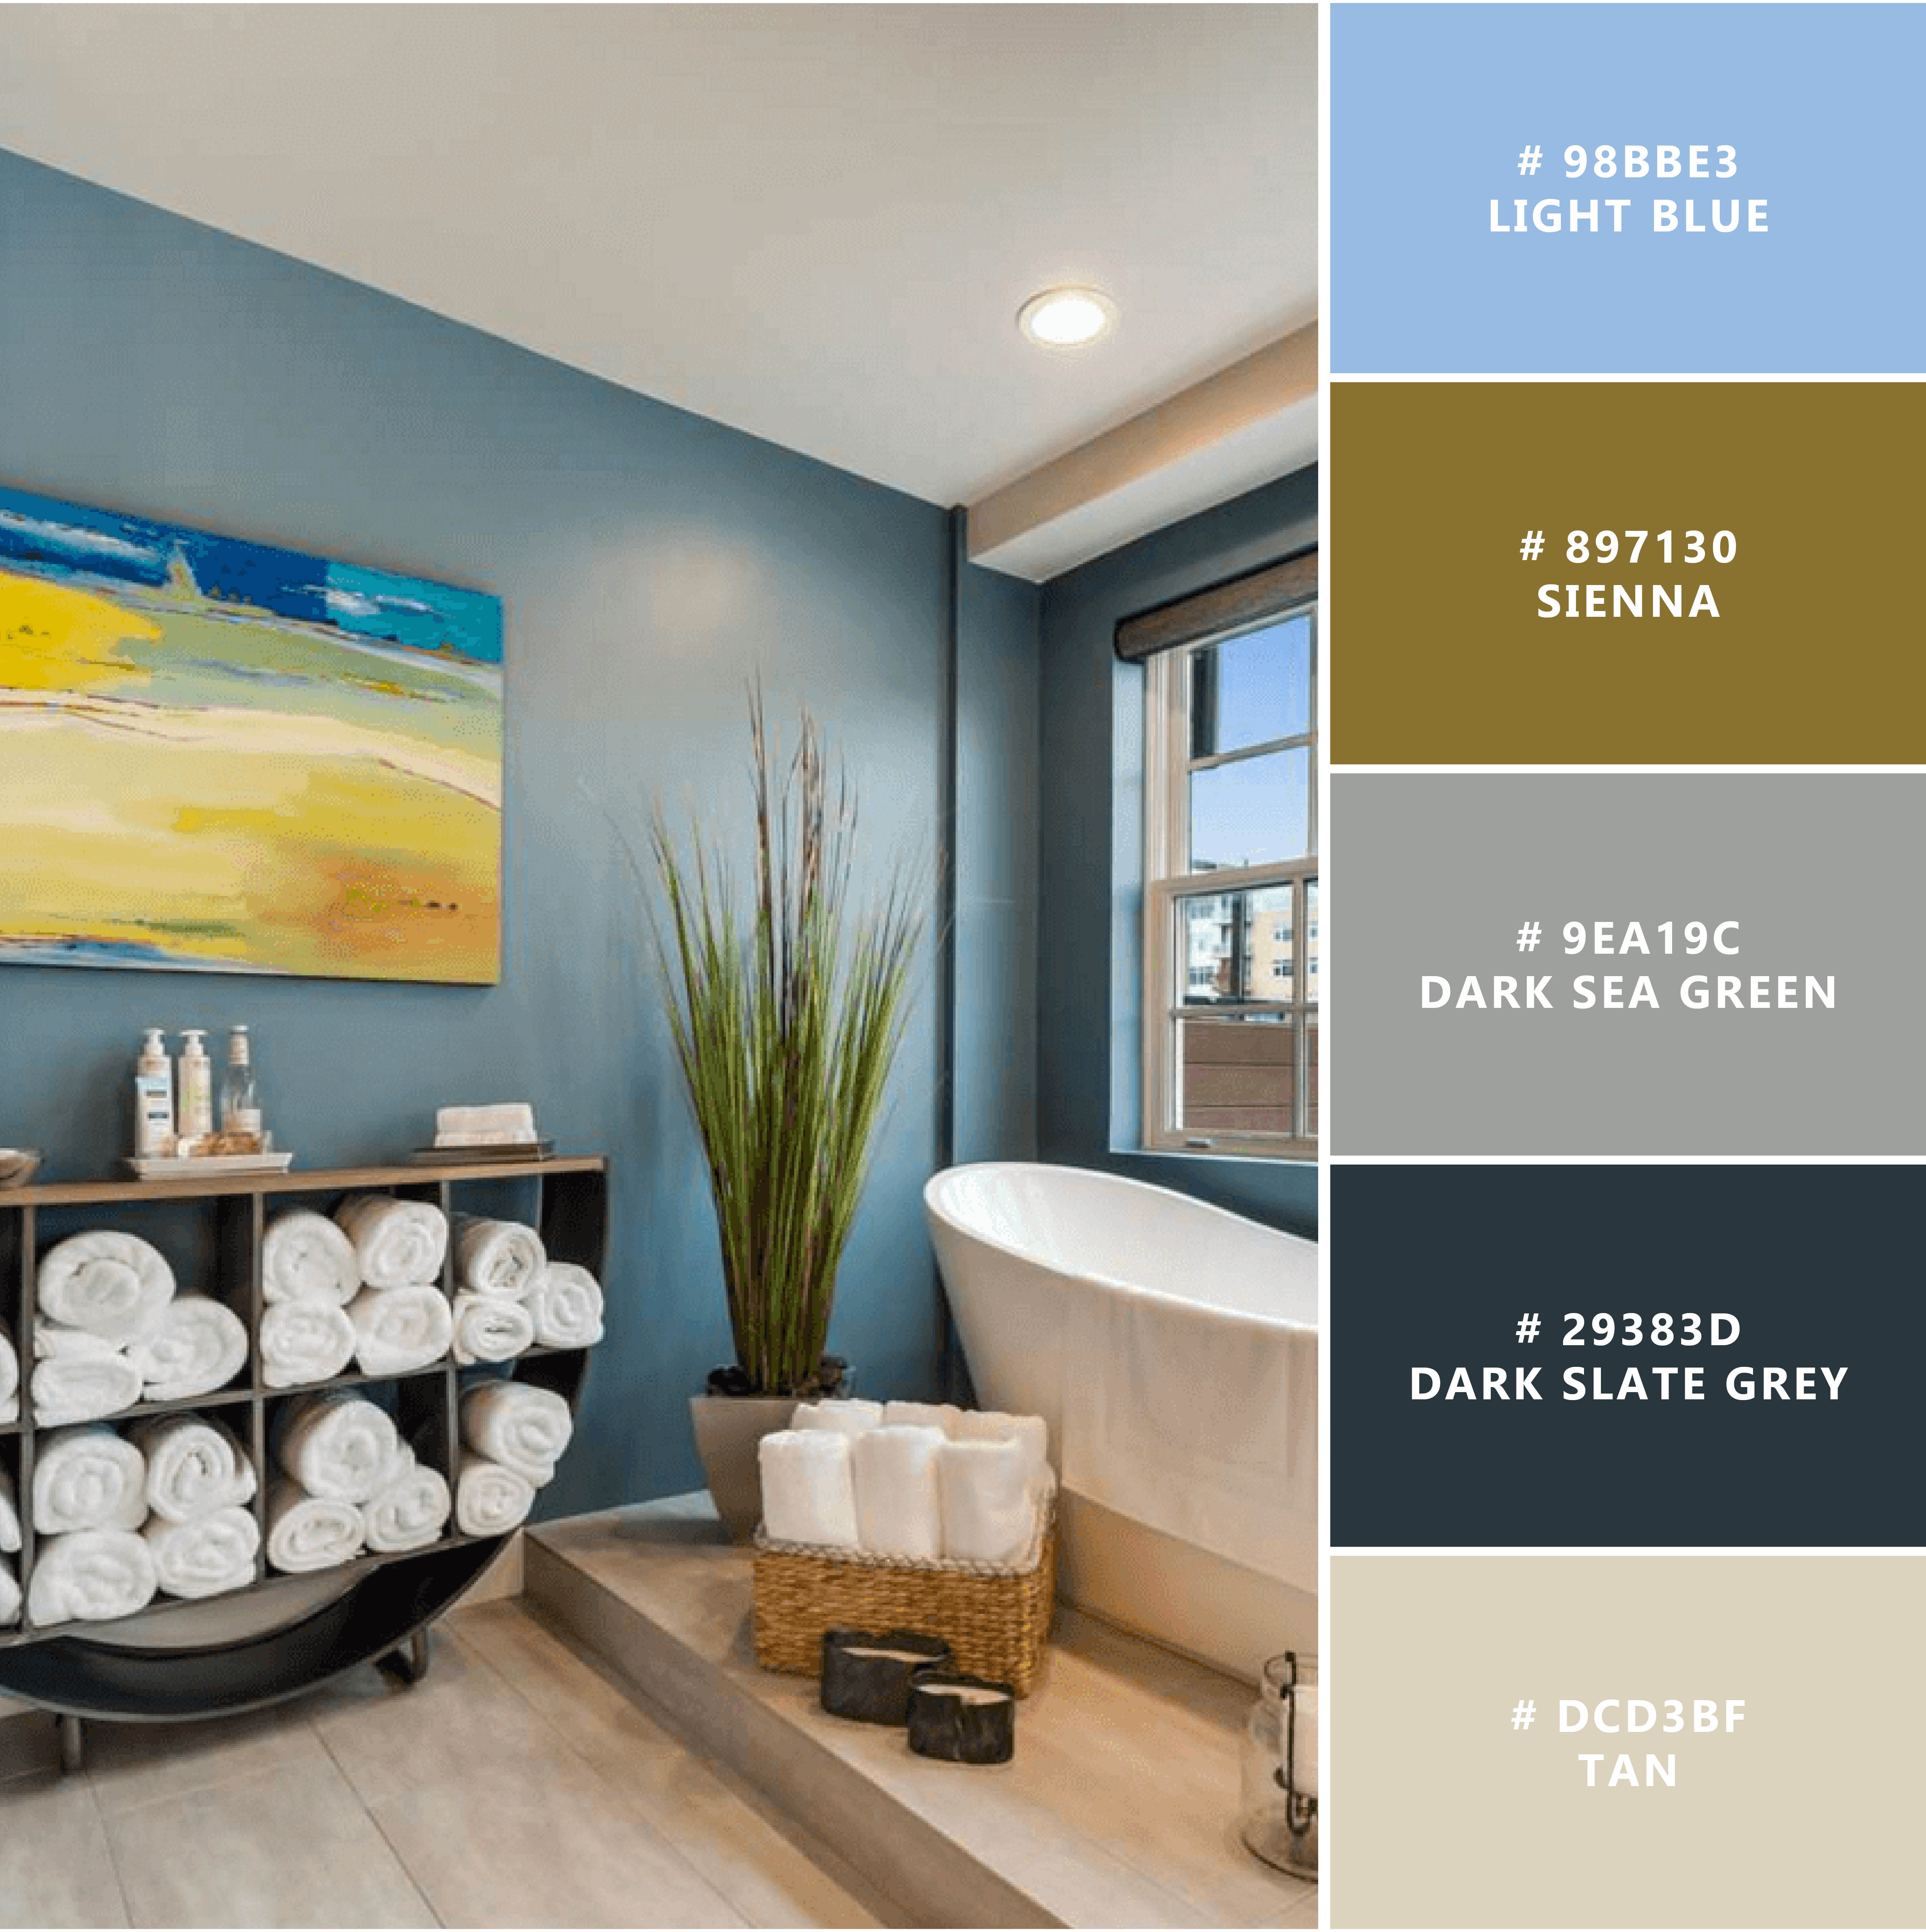 # 98BBE3
LIGHT BLUE
# 897130
SIENNA
# 9EA19C
DARK SEA GREEN
# 29383D
DARK SLATE GREY
# DCD3BF
TAN